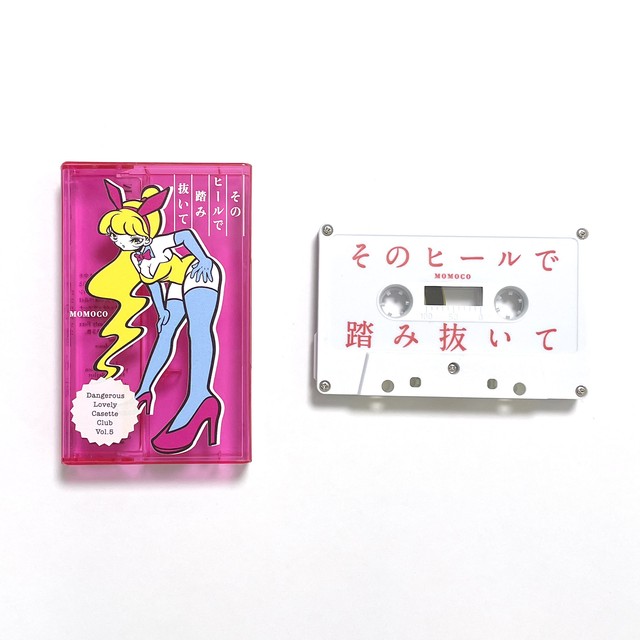 その
ヒールで
踏み
抜いて
MOMOCO
Dangerous
Lovely
Casette
Club
Vol.5
そのヒールで
MOMOCO
踏み抜いて